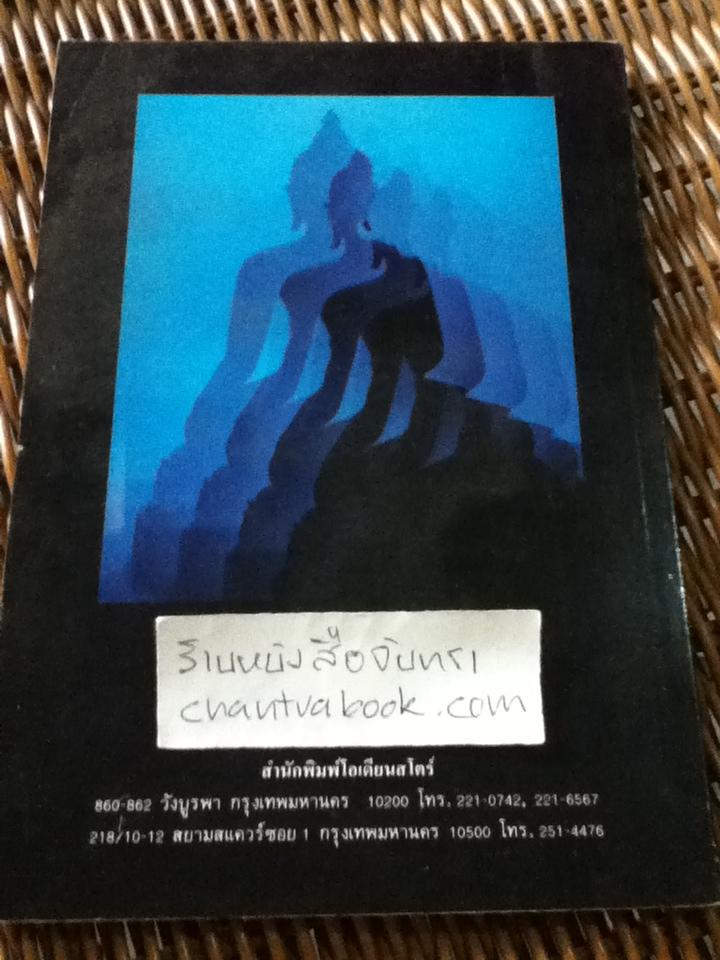 ร้านหนังสือจันทรา
chantrabook.com
สำนักพิมพ์โอเดียนสโตร์
860-862 วังบูรพา กรุงเทพมหานคร 10200 โทร. 221-0742, 221-6567
218/10-12 สยามสแควร์ซอย 1 กรุงเทพมหานคร 10500 โทร. 251-4476